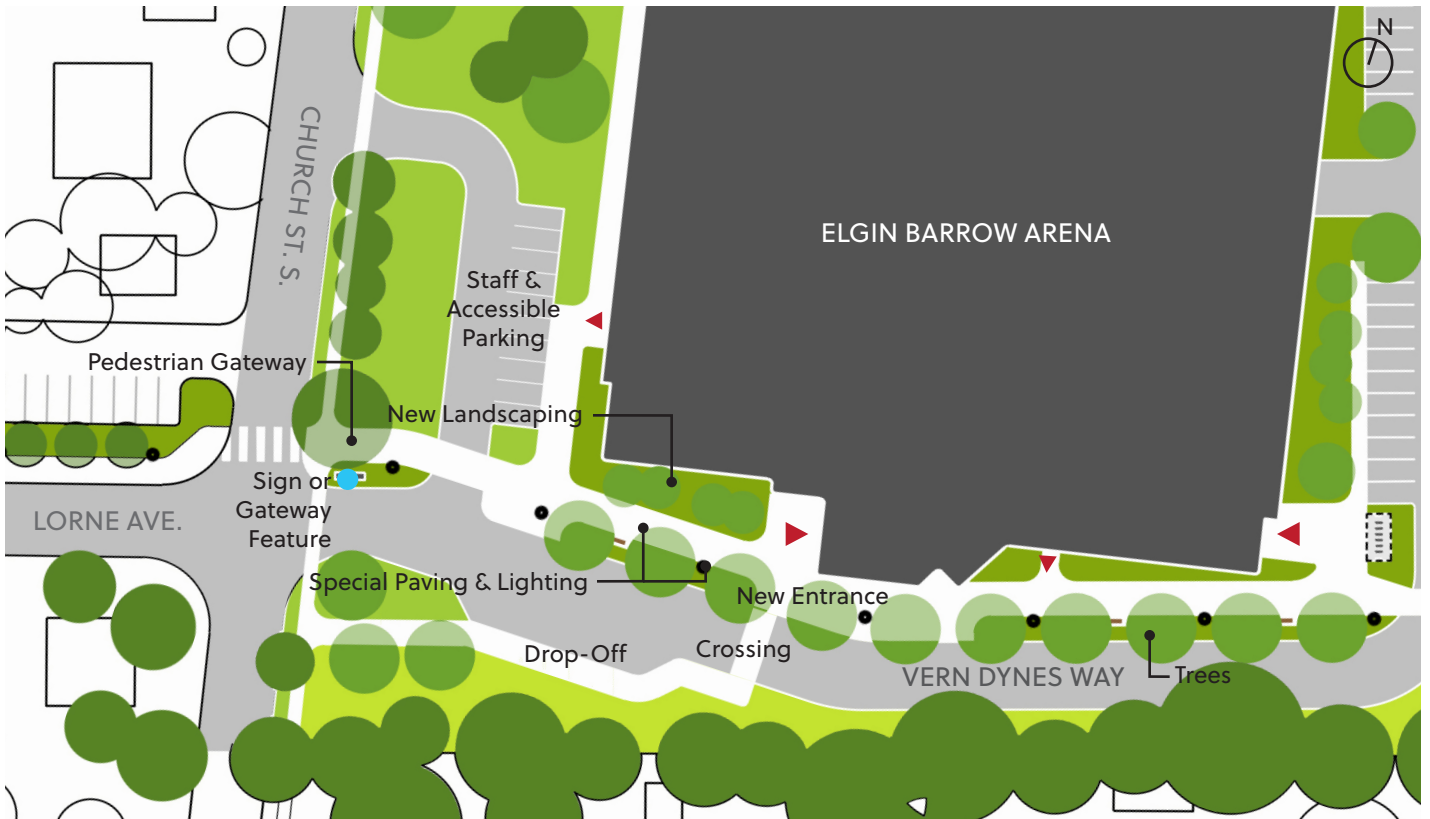 N
CHURCH ST. S.
ELGIN BARROW ARENA
Staff &
Accessible
Parking
Pedestrian Gateway
New Landscaping
Sign or
Gateway
Feature
LORNE AVE.
Special Paving & Lighting
New Entrance
Drop-Off
Crossing
VERN DYNES WAY
Trees